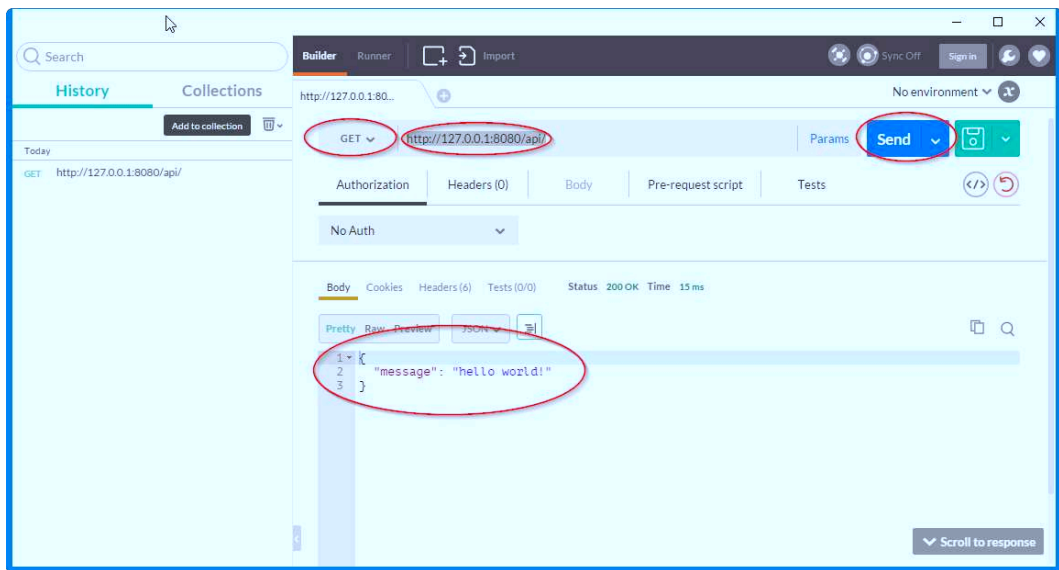 Search
Builder Runner Import Sync Off Sign in
History Collections
http://127.0.0.1:80... No environment
Add to collection
GET http://127.0.0.1:8080/api/ Params Send
Today
GET http://127.0.0.1:8080/api/
Authorization Headers (0) Body Pre-request script Tests
No Auth
Body Cookies Headers (6) Tests (0/0) Status 200 OK Time 15 ms
Pretty Raw Preview JSON
1 {
2 "message": "hello world!"
3 }
Scroll to response